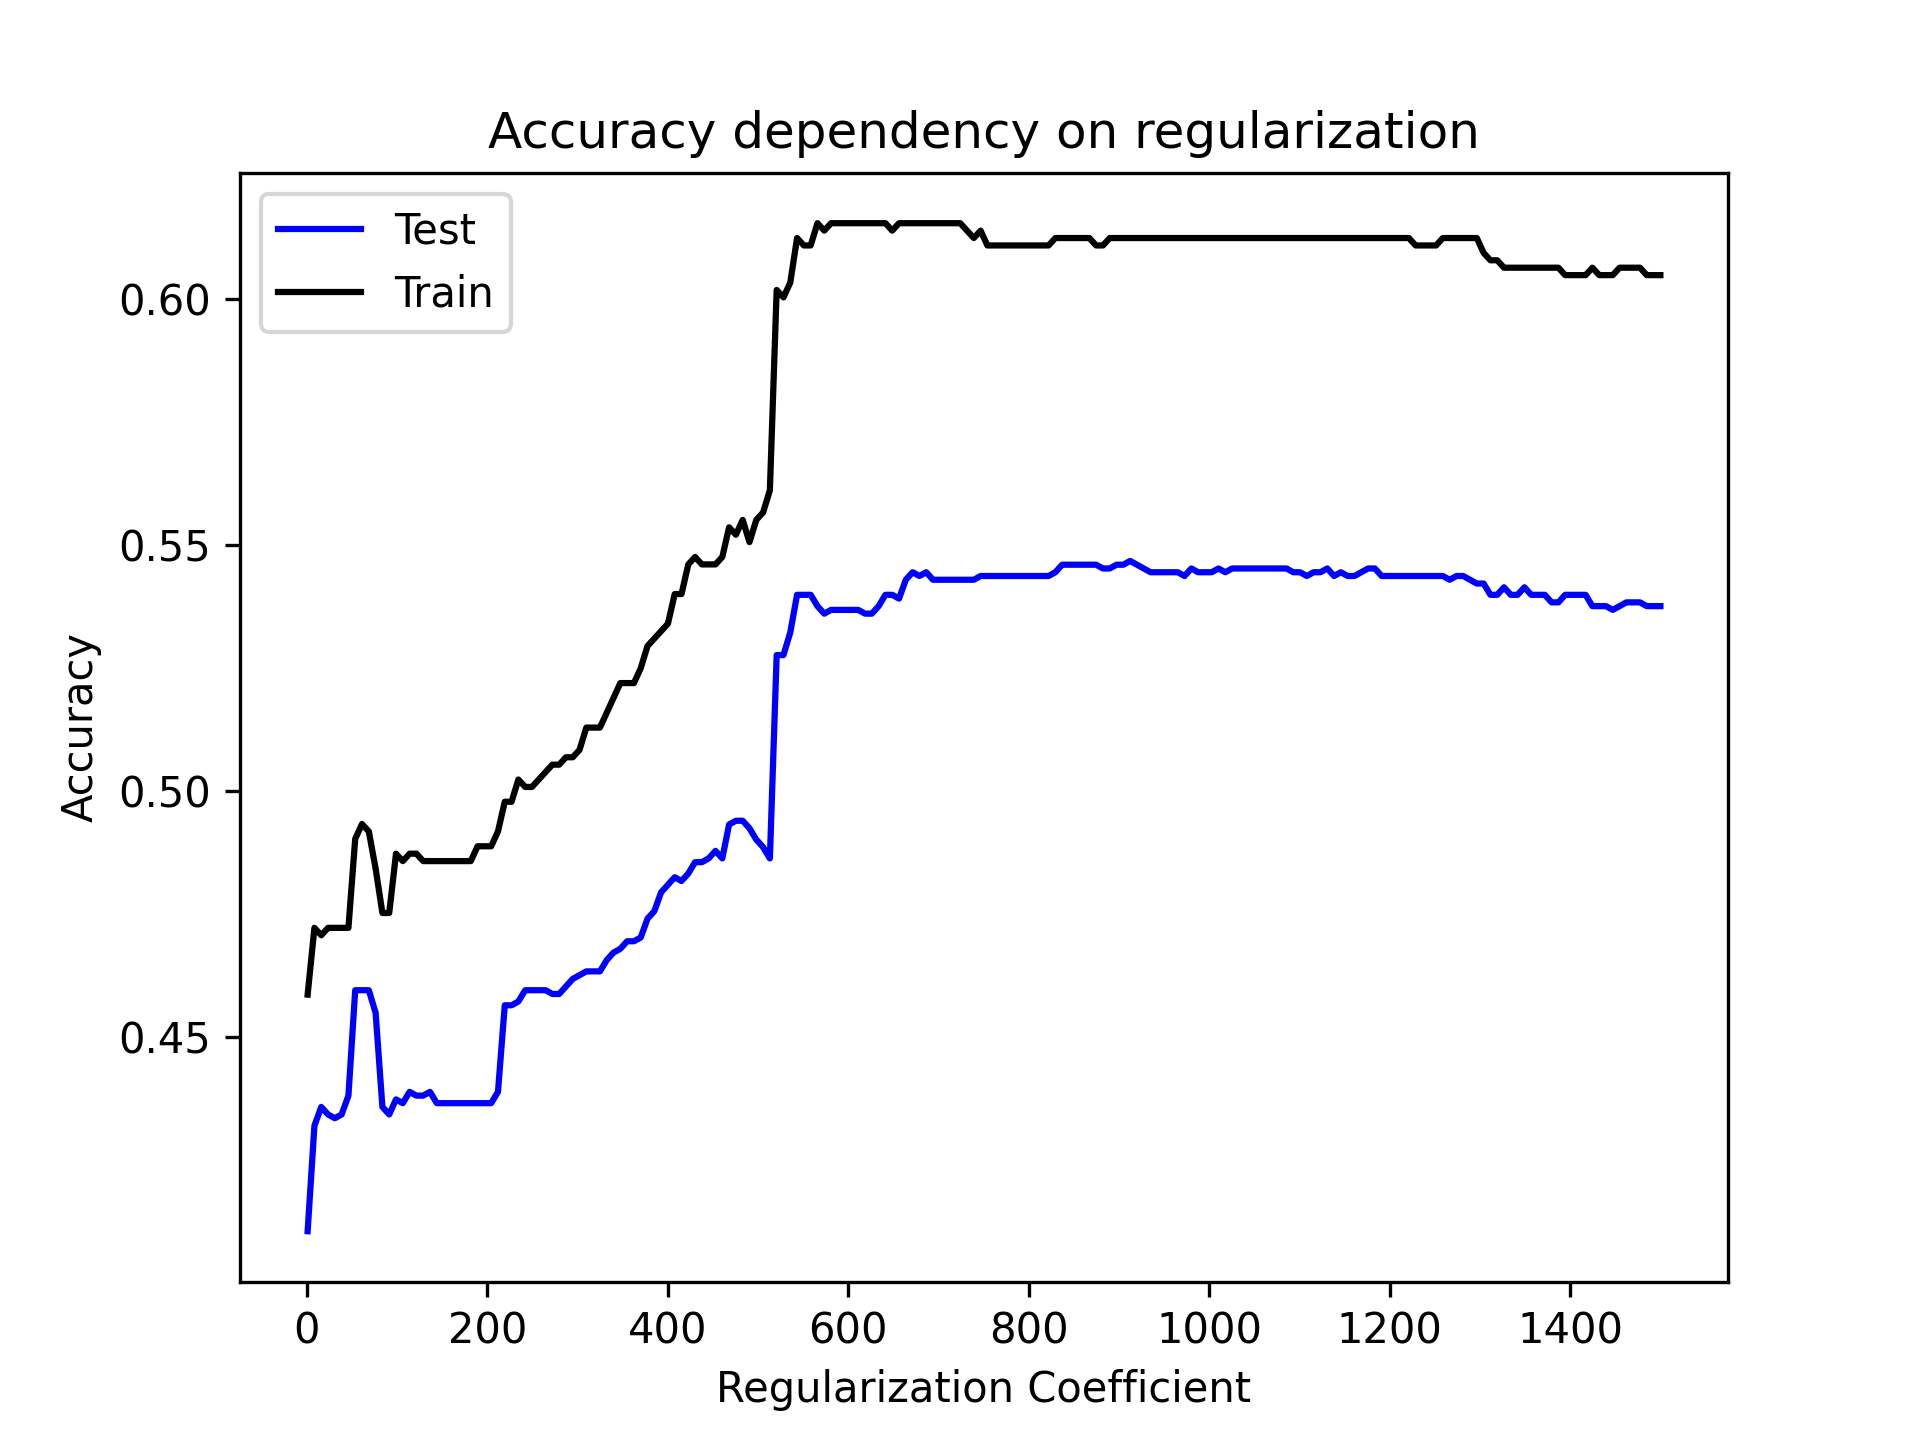 Accuracy dependency on regularization
Test
Train
0.60
0.55
0.50
0.45
Accuracy
0 200 400 600 800 1000 1200 1400
Regularization Coefficient